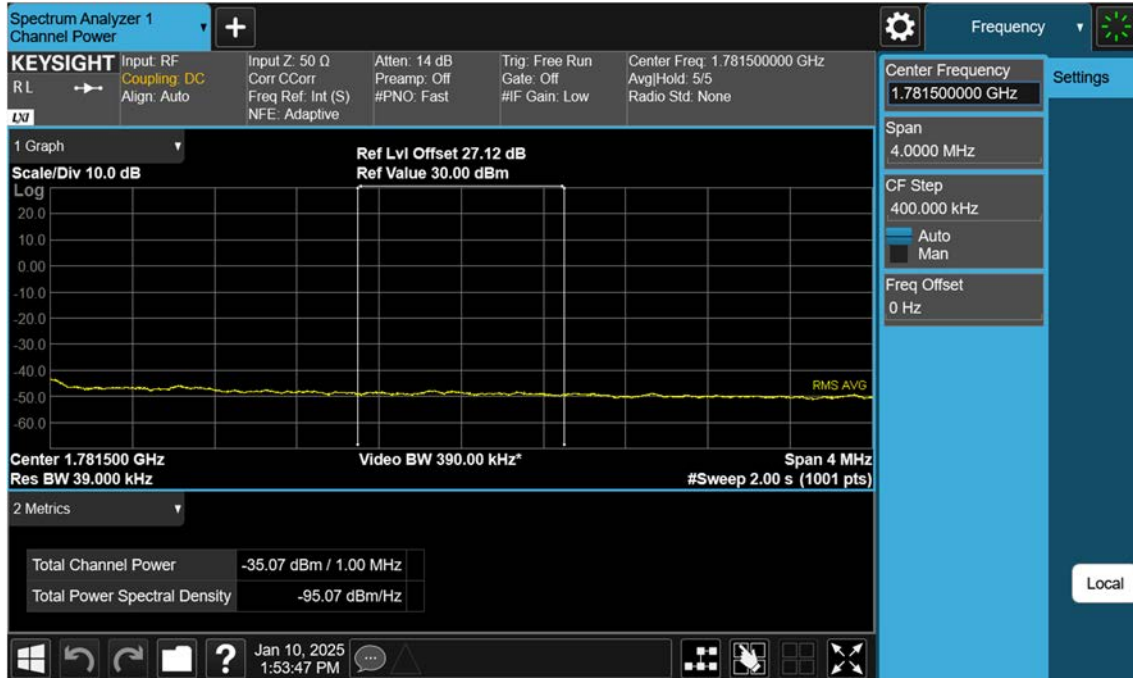 Spectrum Analyzer 1
Channel Power
Frequency
KEYSIGHT
R L
LXI
Input: RF
Coupling: DC
Align: Auto
Input Z: 50 Ω
Corr CCorr
Freq Ref: Int (S)
NFE: Adaptive
Atten: 14 dB
Preamp: Off
#PNO: Fast
Trig: Free Run
Gate: Off
#IF Gain: Low
Center Freq: 1.781500000 GHz
Avg|Hold: 5/5
Radio Std: None
Center Frequency
1.781500000 GHz
Settings
Span
4.0000 MHz
CF Step
400.000 kHz
Auto
Man
Freq Offset
0 Hz
Local
1 Graph
Ref Lvl Offset 27.12 dB
Scale/Div 10.0 dB
Ref Value 30.00 dBm
Log
20.0
10.0
0.00
-10.0
-20.0
-30.0
-40.0
-50.0
-60.0
RMS AVG
Center 1.781500 GHz
Video BW 390.00 kHz*
Span 4 MHz
Res BW 39.000 kHz
#Sweep 2.00 s (1001 pts)
2 Metrics
Total Channel Power -35.07 dBm / 1.00 MHz
Total Power Spectral Density -95.07 dBm/Hz
?
Jan 10, 2025
1:53:47 PM